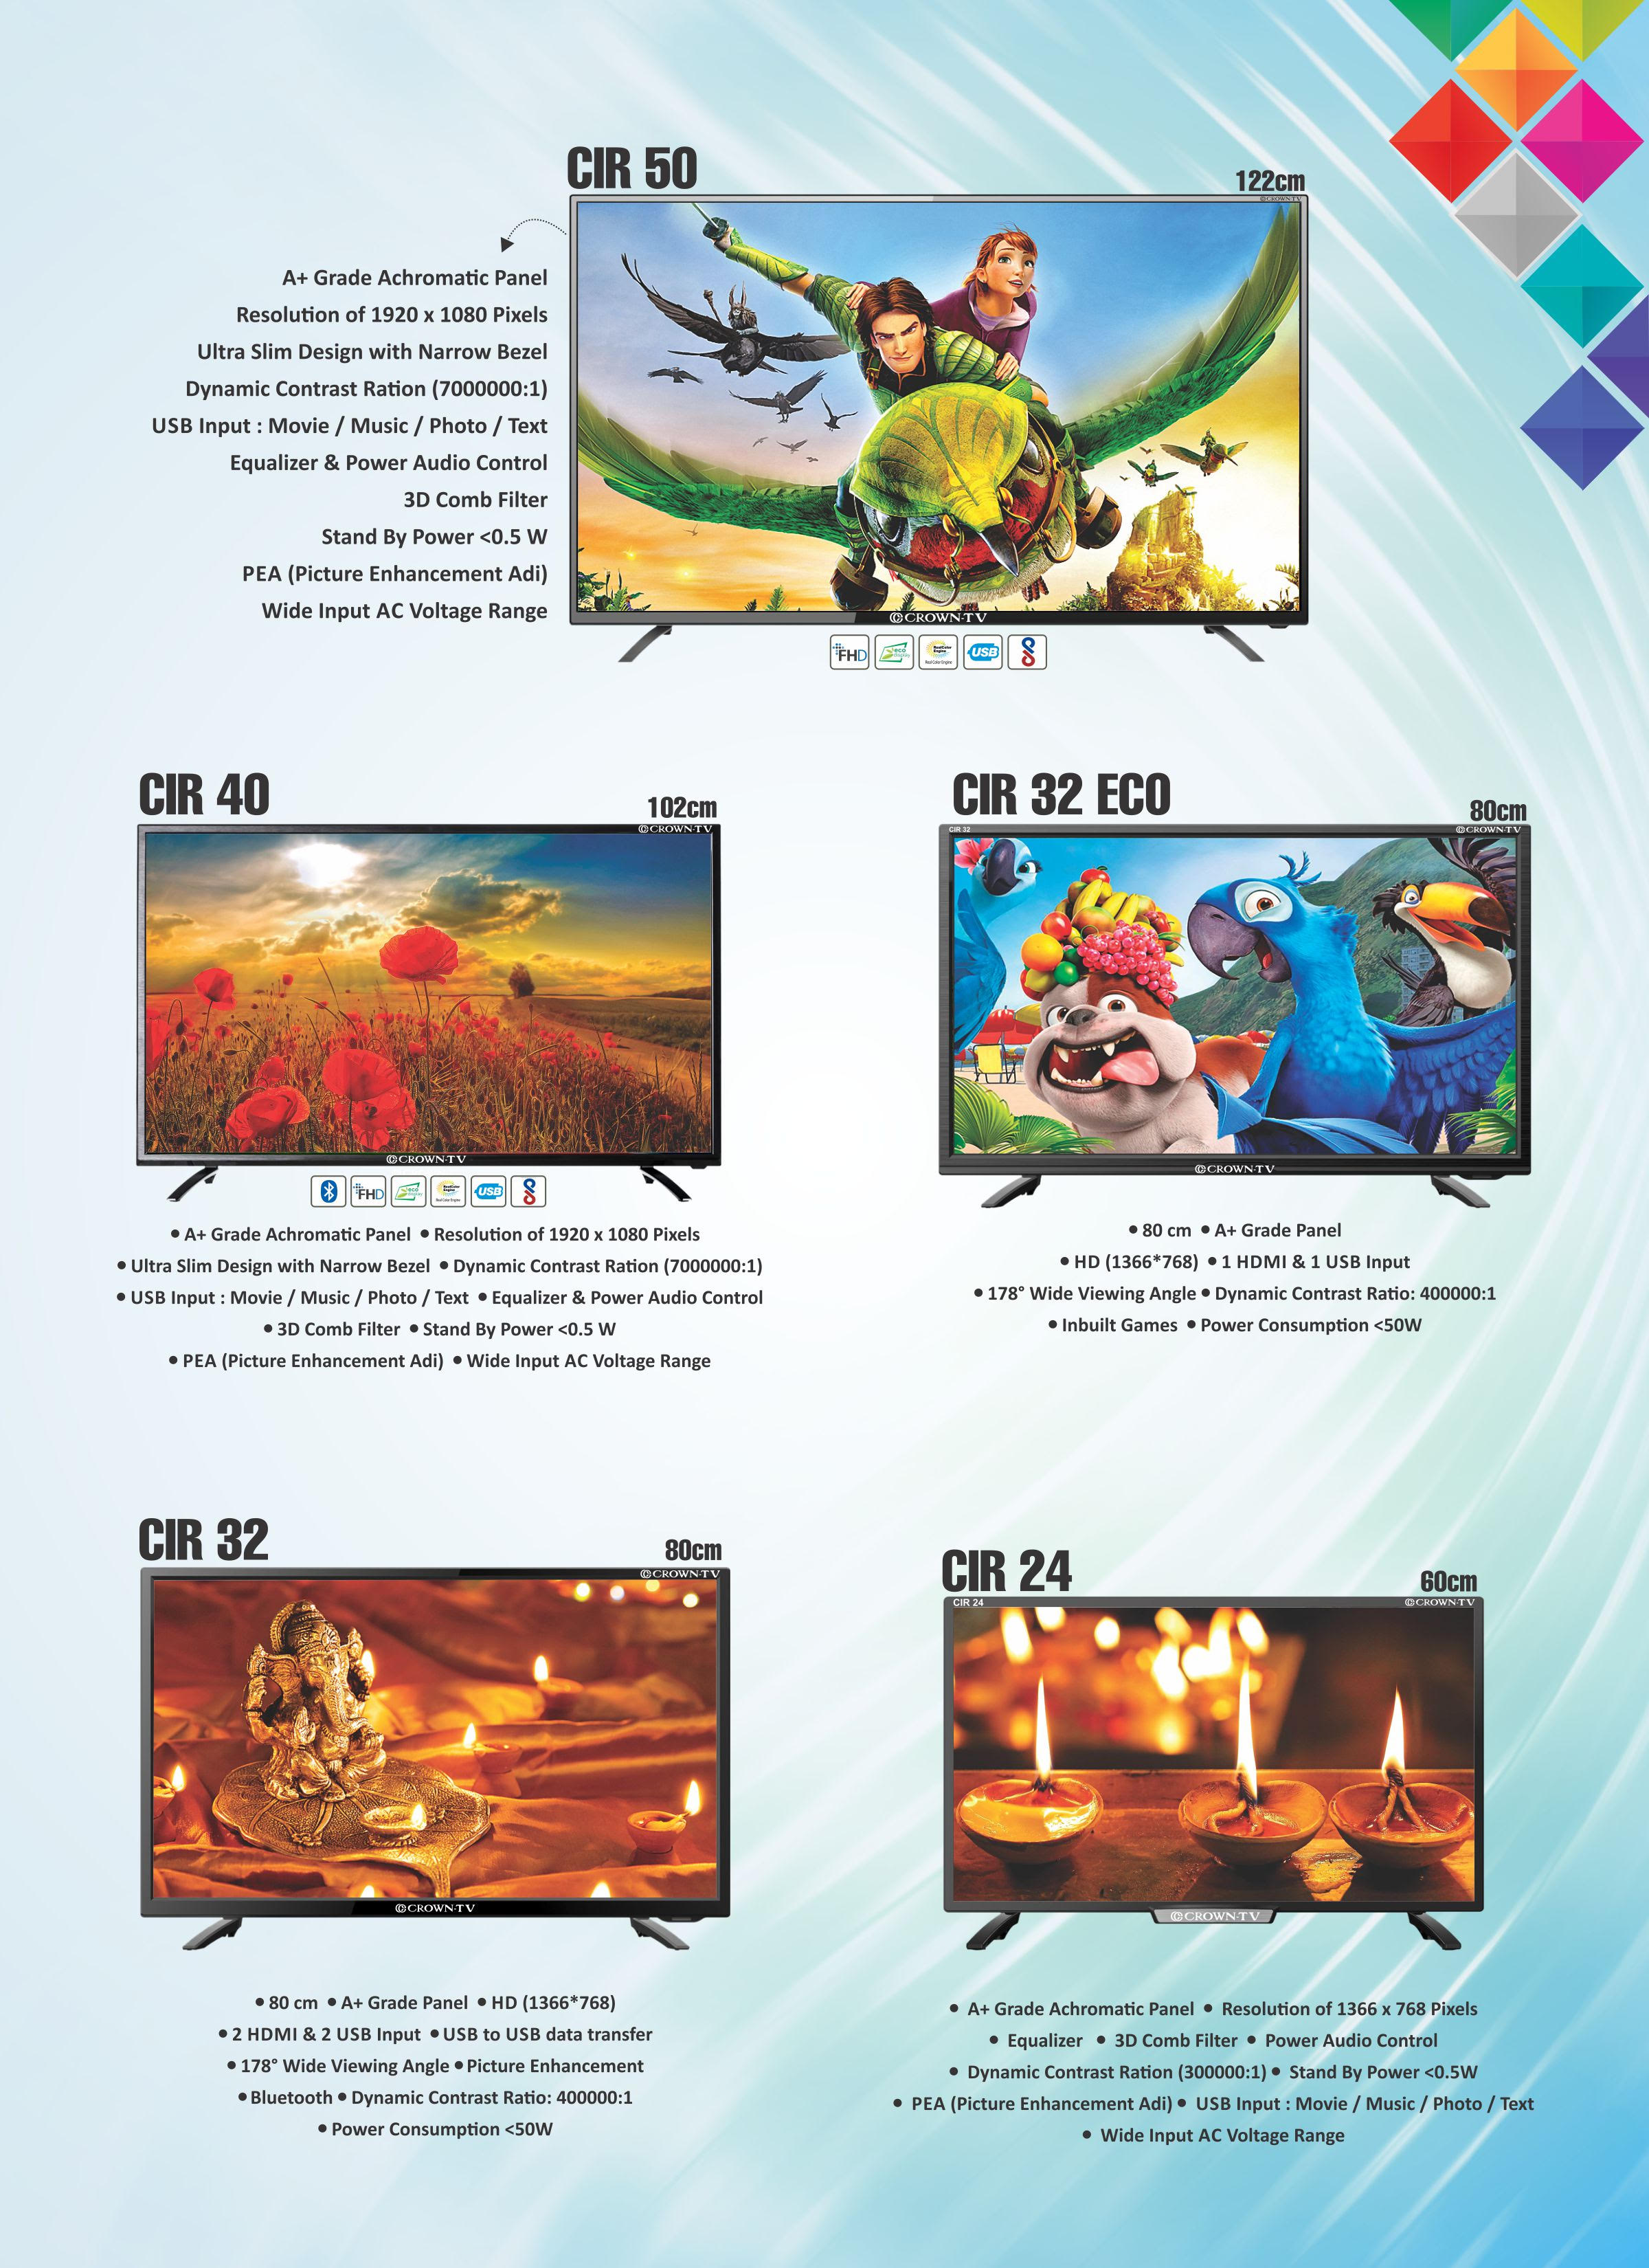 CIR 50
122cm
©CROWN-TV
A+ Grade Achromatic Panel
Resolution of 1920 x 1080 Pixels
Ultra Slim Design with Narrow Bezel
Dynamic Contrast Ration (7000000:1)
USB Input : Movie / Music / Photo / Text
Equalizer & Power Audio Control
3D Comb Filter
Stand By Power <0.5 W
PEA (Picture Enhancement Adi)
Wide Input AC Voltage Range
©CROWN-TV
FHD eco display RealColor Engine Real Color Engine USB
CIR 40
102cm
©CROWN-TV
©CROWN-TV
FHD eco display RealColor Engine Real Color Engine USB
• A+ Grade Achromatic Panel • Resolution of 1920 x 1080 Pixels
• Ultra Slim Design with Narrow Bezel • Dynamic Contrast Ration (7000000:1)
• USB Input : Movie / Music / Photo / Text • Equalizer & Power Audio Control
• 3D Comb Filter • Stand By Power <0.5 W
• PEA (Picture Enhancement Adi) • Wide Input AC Voltage Range
CIR 32 ECO
80cm
CIR 32 ©CROWN-TV
©CROWN-TV
• 80 cm • A+ Grade Panel
• HD (1366*768) • 1 HDMI & 1 USB Input
• 178° Wide Viewing Angle • Dynamic Contrast Ratio: 400000:1
• Inbuilt Games • Power Consumption <50W
CIR 32
80cm
©CROWN-TV
©CROWN-TV
• 80 cm • A+ Grade Panel • HD (1366*768)
• 2 HDMI & 2 USB Input • USB to USB data transfer
• 178° Wide Viewing Angle • Picture Enhancement
• Bluetooth • Dynamic Contrast Ratio: 400000:1
• Power Consumption <50W
CIR 24
60cm
CIR 24 ©CROWN-TV
©CROWN-TV
• A+ Grade Achromatic Panel • Resolution of 1366 x 768 Pixels
• Equalizer • 3D Comb Filter • Power Audio Control
• Dynamic Contrast Ration (300000:1) • Stand By Power <0.5W
• PEA (Picture Enhancement Adi) • USB Input : Movie / Music / Photo / Text
• Wide Input AC Voltage Range